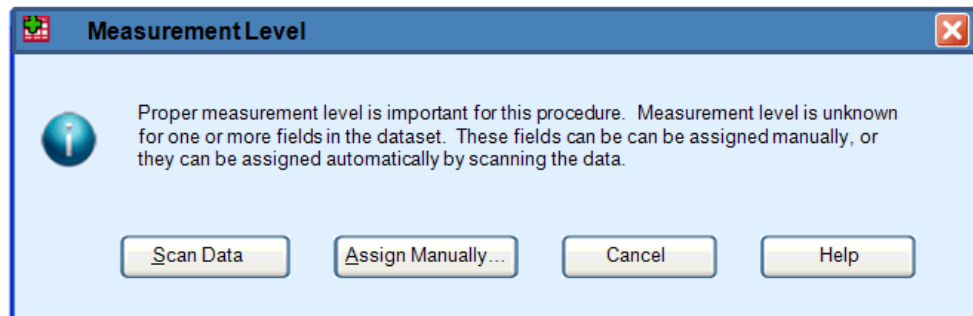 Measurement Level
Proper measurement level is important for this procedure. Measurement level is unknown
for one or more fields in the dataset. These fields can be can be assigned manually, or
they can be assigned automatically by scanning the data.
Scan Data Assign Manually... Cancel Help